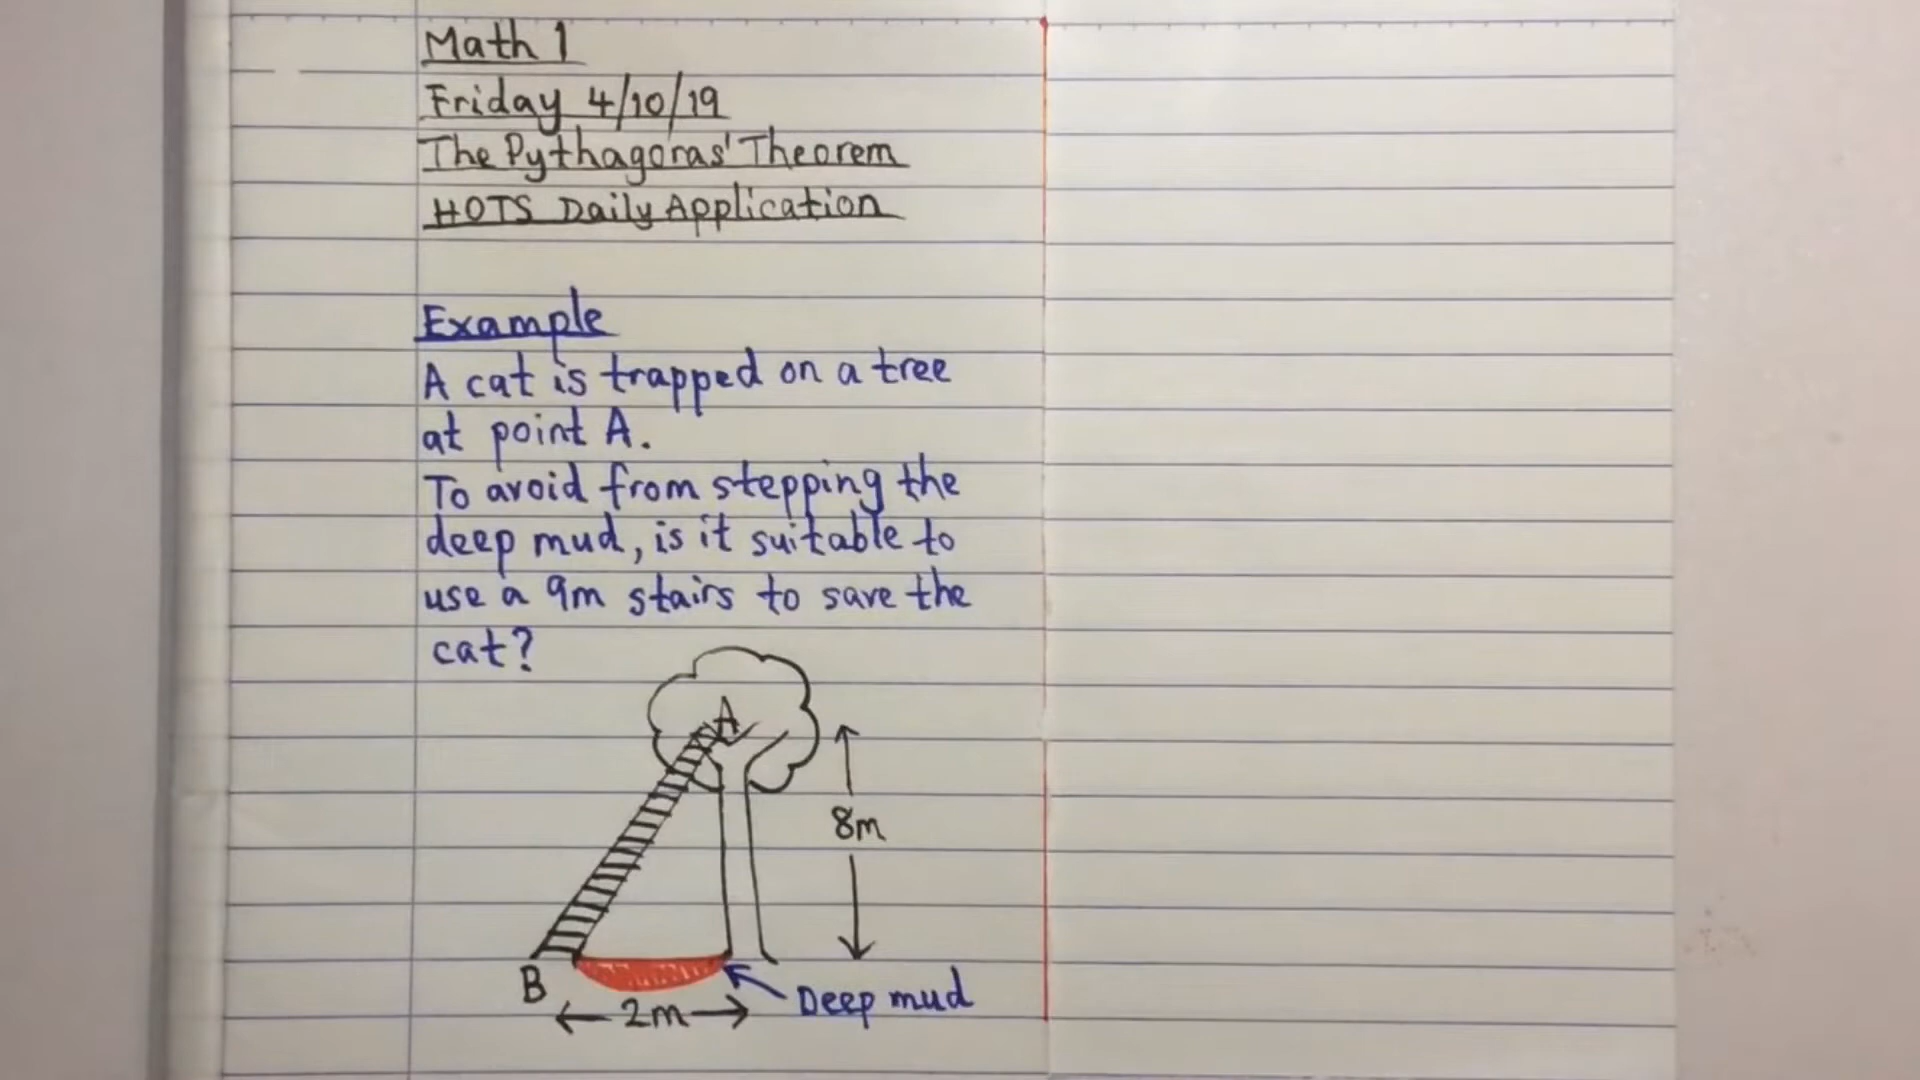 Math 1
Friday 4/10/19
The Pythagoras' Theorem
HOTS Daily Application
Example
A cat is trapped on a tree
at point A.
To avoid from stepping the
deep mud, is it suitable to
use a 9m stairs to save the
cat?
A
8m
B
2m
Deep mud